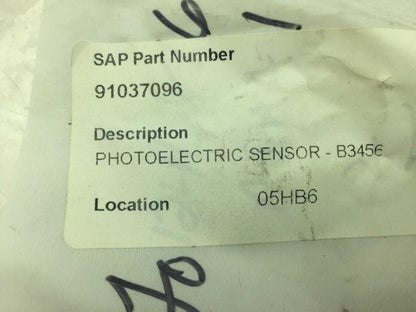 SAP Part Number
91037096
Description
PHOTOELECTRIC SENSOR - B3456
Location 05HB6